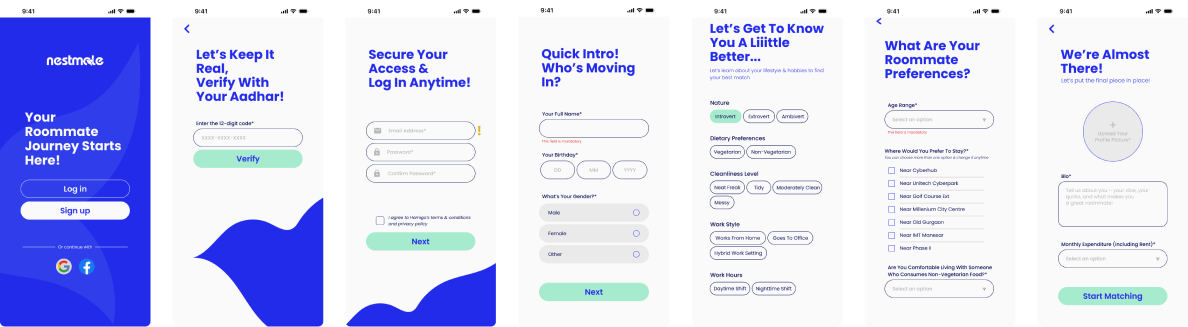 9:41
nestmate
Your
Roommate
Journey Starts
Here!
Log in
Sign up
Or continue with
9:41
Let's Keep It
Real,
Verify With
Your Aadhar!
Enter the 12-digit code*
xxxx-xxxx-xxxx
Verify
9:41
Secure Your
Access &
Log In Anytime!
Email Address*
!
Password*
Confirm Password*
I agree to Homigo's terms & conditions
and privacy policy
Next
9:41
Quick Intro!
Who's Moving
In?
Your Full Name*
This field is mandatory
Your Birthday*
DD MM YYYY
What's Your Gender?*
Male
Female
Other
Next
9:41
Let's Get To Know
You A Liiittle
Better...
Let's learn about your lifestyle & hobbies to find
your best match
Nature
Introvert Extrovert Ambivert
Dietary Preferences
Vegetarian Non-Vegetarian
Cleanliness Level
Neat Freak Tidy Moderately Clean
Messy
Work Style
Works From Home Goes To Office
Hybrid Work Setting
Work Hours
Daytime Shift Nighttime Shift
9:41
What Are Your
Roommate
Preferences?
Age Range*
Select an option
This field is mandatory
Where Would You Prefer To Stay?*
You can choose more than one option & change it anytime
Near Cyberhub
Near Unitech Cyberpark
Near Golf Course Ext
Near Millenium City Centre
Near Old Gurgaon
Near IMT Manesar
Near Phase II
Are You Comfortable Living With Someone
Who Consumes Non-Vegetarian Food?*
Select an option
9:41
We're Almost
There!
Let's put the final piece in place!
+
Upload Your
Profile Picture*
Bio*
Tell us about you - your vibe, your
quirks, and what makes you
a great roommate!
Monthly Expenditure (Including Rent)*
Select an option
Start Matching